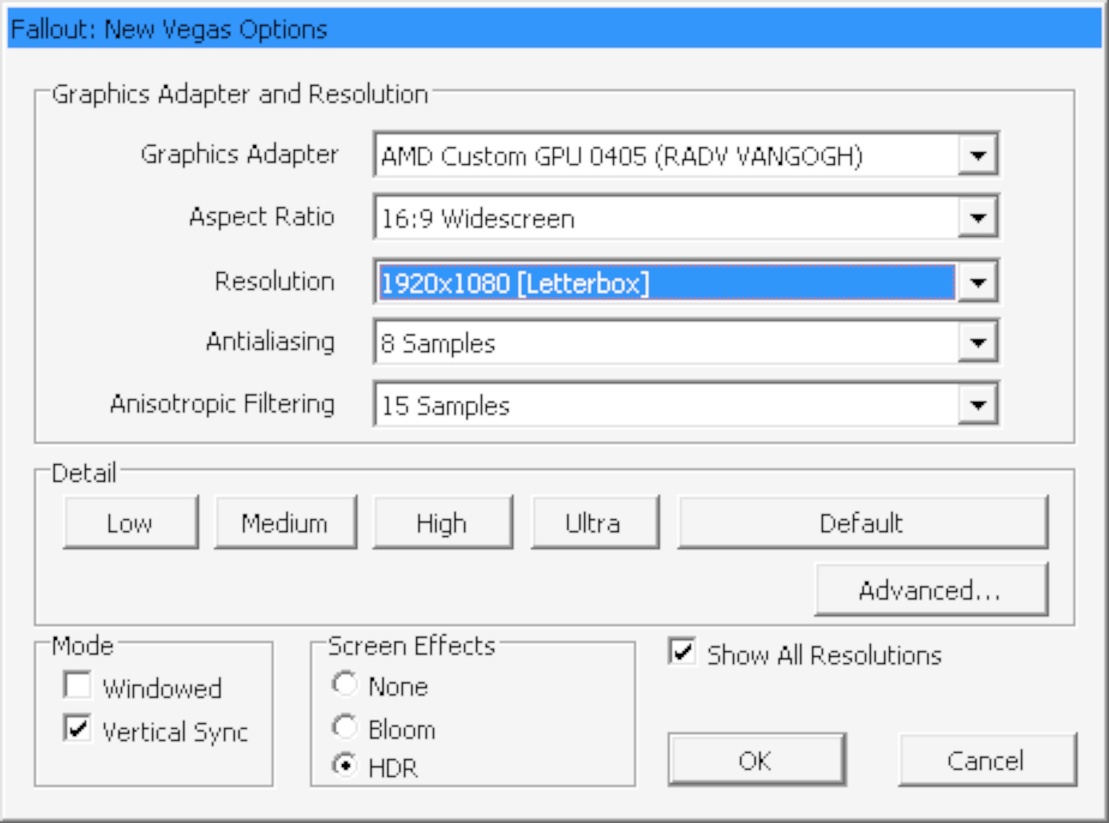 Fallout: New Vegas Options
Graphics Adapter and Resolution
Graphics Adapter AMD Custom GPU 0405 (RADV VANGOGH)
Aspect Ratio 16:9 Widescreen
Resolution 1920x1080 [Letterbox]
Antialiasing 8 Samples
Anisotropic Filtering 15 Samples
Detail
Low Medium High Ultra Default
Advanced...
Mode Screen Effects
Show All Resolutions
Windowed None
Vertical Sync Bloom
HDR
OK Cancel